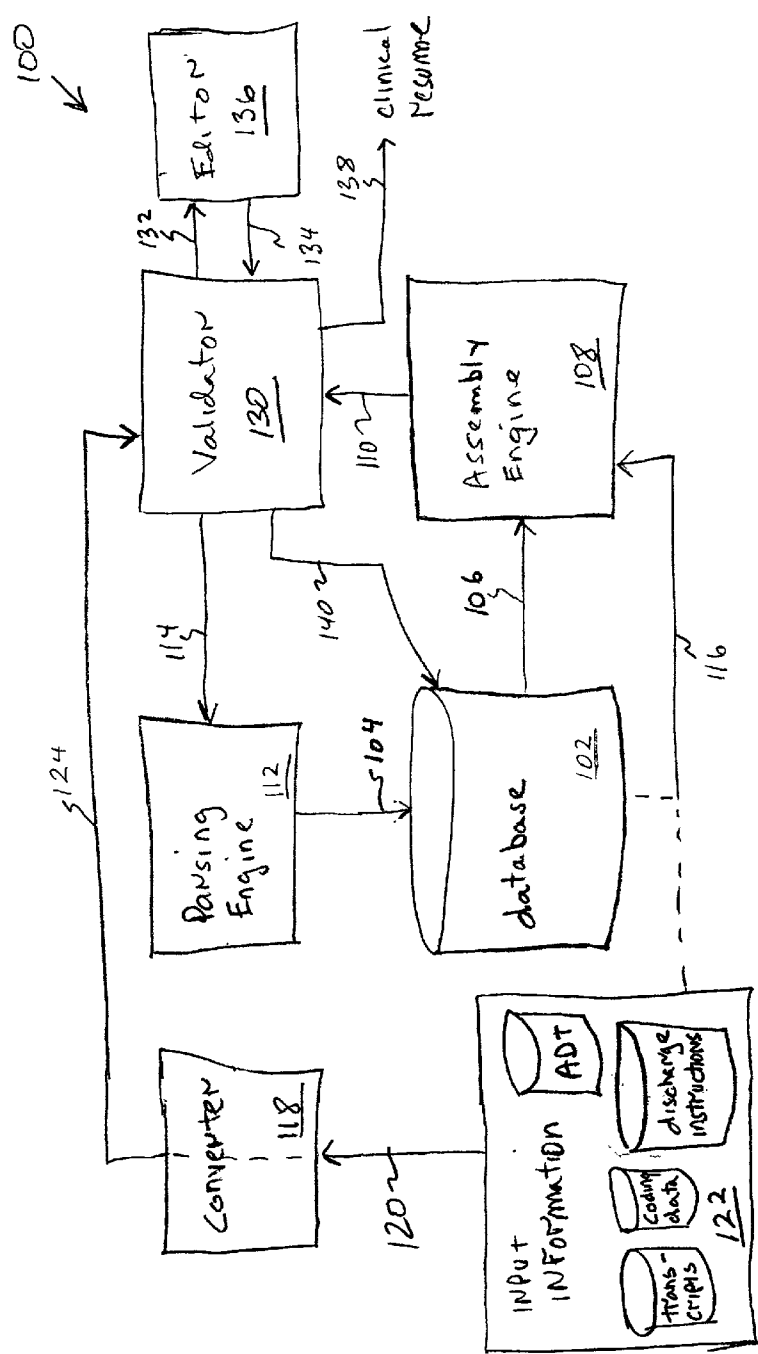 100
Editor
136
132
134
138
clinical
resume
Validator
130
110
Assembly
Engine
108
124
114
140
106
116
Parsing
Engine
112
104
database
102
Converter
118
120
INPUT
INFORMATION
ADT
trans-
cripts
Coding
data
discharge
instructions
122